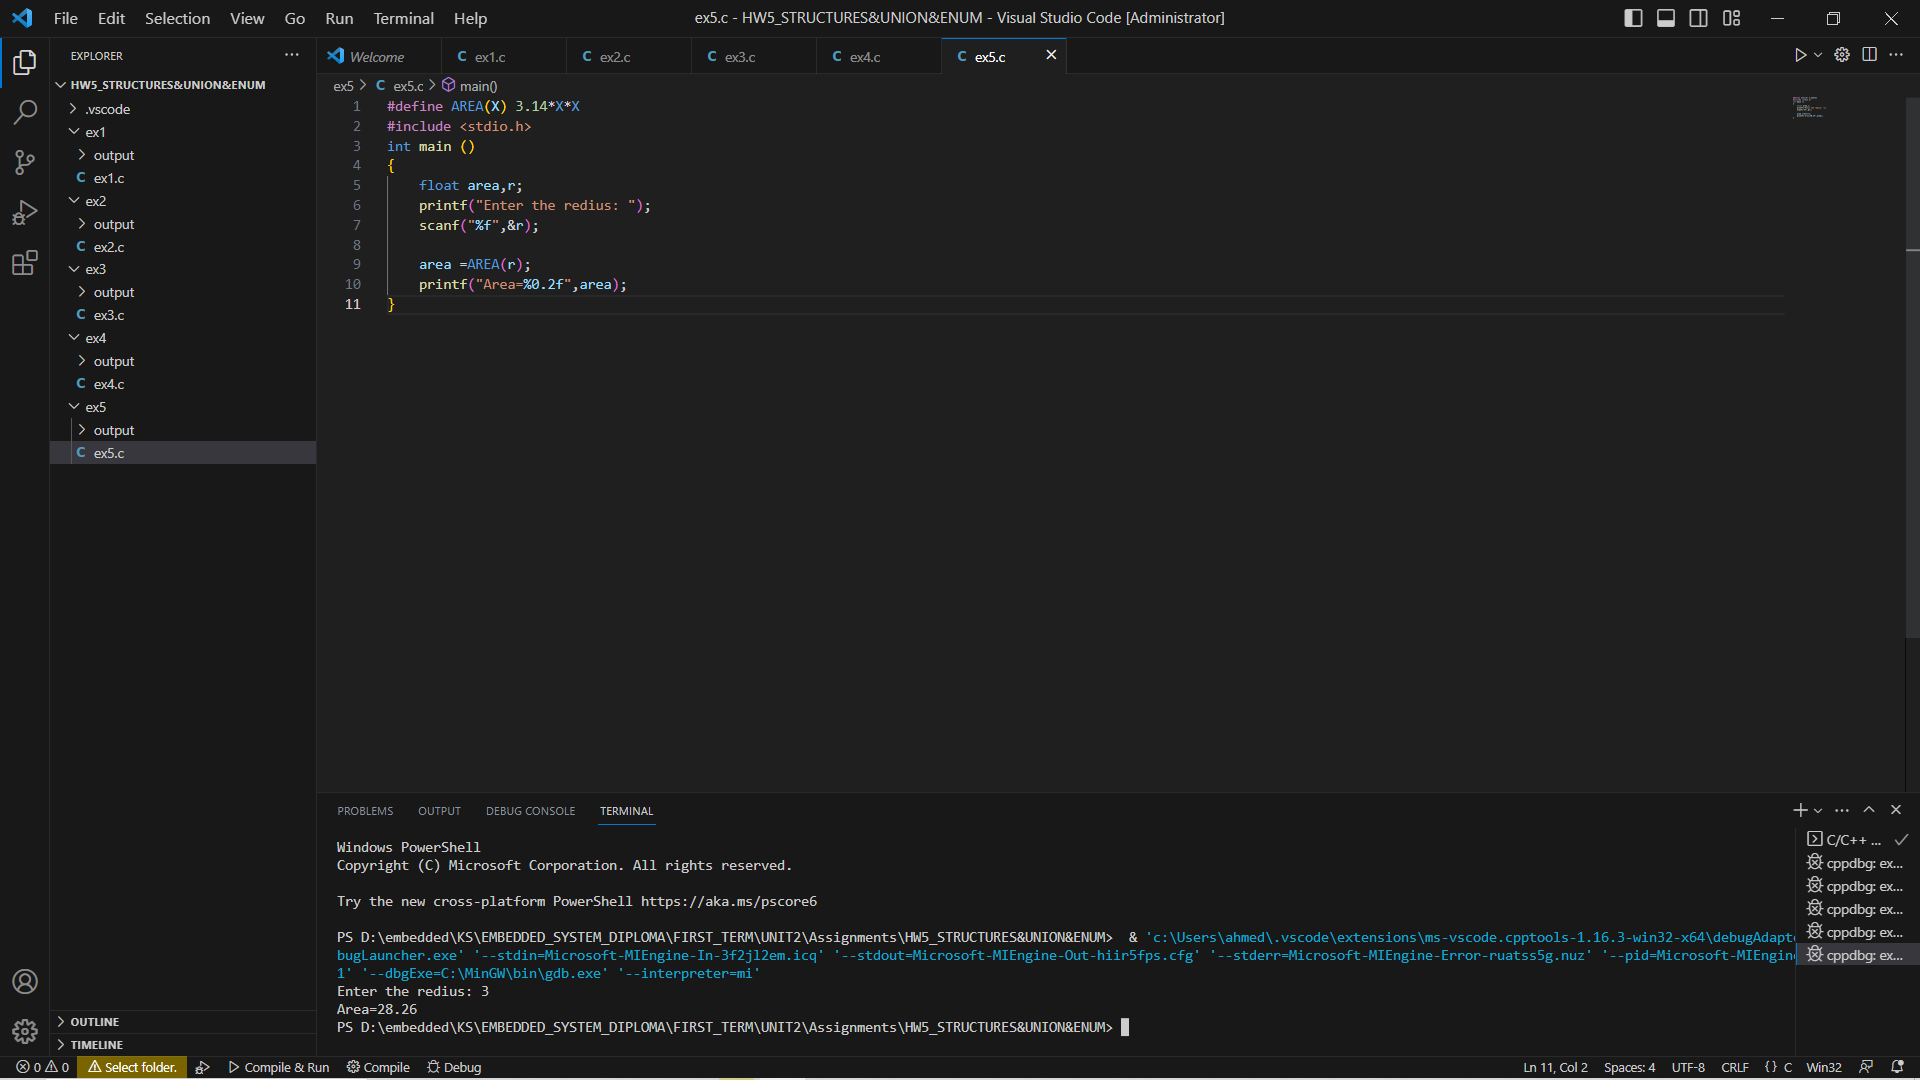 File Edit Selection View Go Run Terminal Help
ex5.c - HW5_STRUCTURES&UNION&ENUM - Visual Studio Code [Administrator]
EXPLORER
HW5_STRUCTURES&UNION&ENUM
.vscode
ex1
output
C ex1.c
ex2
output
C ex2.c
ex3
output
C ex3.c
ex4
output
C ex4.c
ex5
output
C ex5.c
OUTLINE
TIMELINE
Welcome C ex1.c C ex2.c C ex3.c C ex4.c C ex5.c
ex5 > C ex5.c > main()
1 #define AREA(X) 3.14*X*X
2 #include <stdio.h>
3 int main ()
4 {
5 float area,r;
6 printf("Enter the redius: ");
7 scanf("%f",&r);
8
9 area =AREA(r);
10 printf("Area=%0.2f",area);
11 }
PROBLEMS OUTPUT DEBUG CONSOLE TERMINAL
Windows PowerShell
Copyright (C) Microsoft Corporation. All rights reserved.
Try the new cross-platform PowerShell https://aka.ms/pscore6
PS D:\embedded\KS\EMBEDDED_SYSTEM_DIPLOMA\FIRST_TERM\UNIT2\Assignments\HW5_STRUCTURES&UNION&ENUM> & 'c:\Users\ahmed\.vscode\extensions\ms-vscode.cpptools-1.16.3-win32-x64\debugAdapt
bugLauncher.exe' '--stdin=Microsoft-MIEngine-In-3f2jl2em.icq' '--stdout=Microsoft-MIEngine-Out-hiir5fps.cfg' '--stderr=Microsoft-MIEngine-Error-ruatss5g.nuz' '--pid=Microsoft-MIEngin
1' '--dbgExe=C:\MinGW\bin\gdb.exe' '--interpreter=mi'
Enter the redius: 3
Area=28.26
PS D:\embedded\KS\EMBEDDED_SYSTEM_DIPLOMA\FIRST_TERM\UNIT2\Assignments\HW5_STRUCTURES&UNION&ENUM>
C/C++ ...
cppdbg: ex...
cppdbg: ex...
cppdbg: ex...
cppdbg: ex...
cppdbg: ex...
0 0 Select folder. Compile & Run Compile Debug
Ln 11, Col 2 Spaces: 4 UTF-8 CRLF {} C Win32